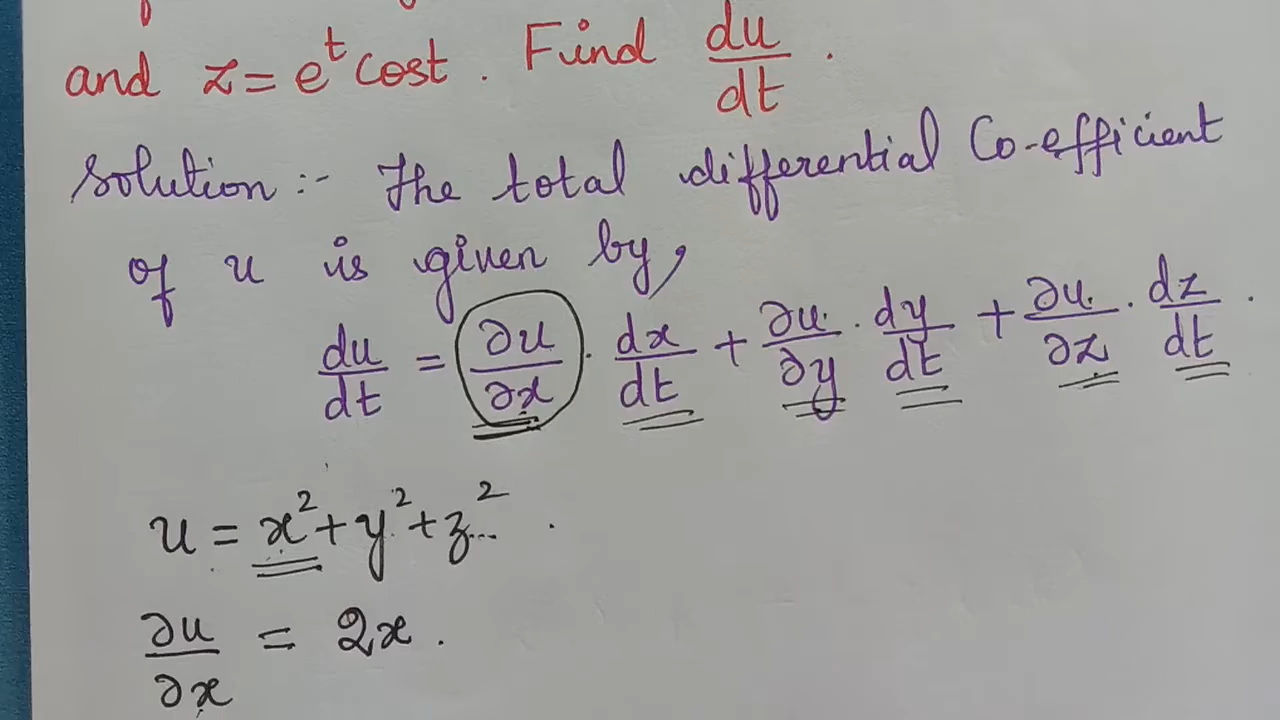 and z = e^t cost. Find du/dt.
Solution :- The total differential Co-efficient
of u is given by,
du/dt = ∂u/∂x . dx/dt + ∂u/∂y . dy/dt + ∂u/∂z . dz/dt .
u = x² + y² + z² .
∂u/∂x = 2x .